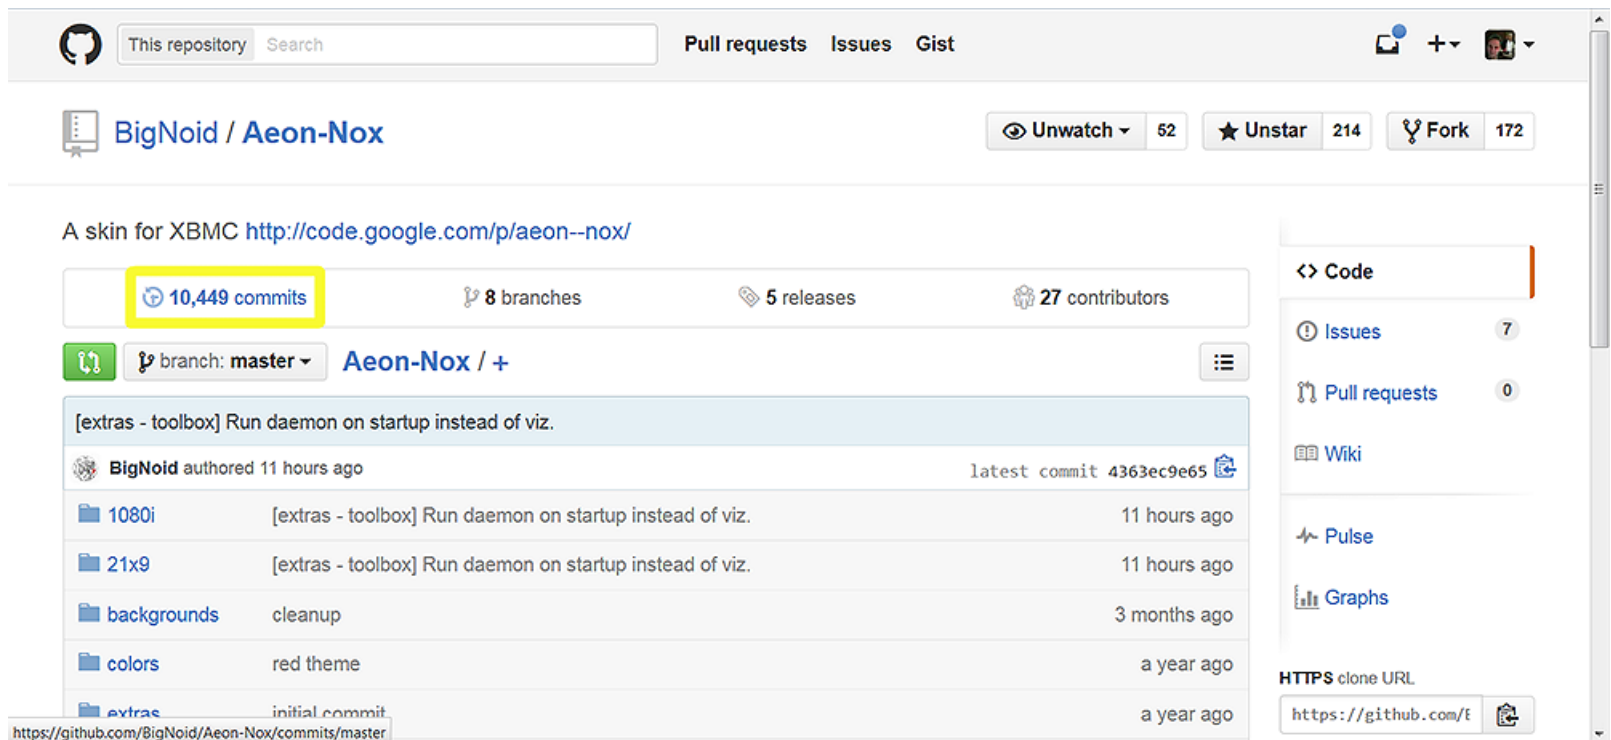 This repository Search Pull requests Issues Gist
BigNoid / Aeon-Nox Unwatch 52 Unstar 214 Fork 172
A skin for XBMC http://code.google.com/p/aeon--nox/
10,449 commits 8 branches 5 releases 27 contributors
branch: master Aeon-Nox / +
[extras - toolbox] Run daemon on startup instead of viz.
BigNoid authored 11 hours ago latest commit 4363ec9e65
1080i [extras - toolbox] Run daemon on startup instead of viz. 11 hours ago
21x9 [extras - toolbox] Run daemon on startup instead of viz. 11 hours ago
backgrounds cleanup 3 months ago
colors red theme a year ago
extras initial commit a year ago
Code
Issues 7
Pull requests 0
Wiki
Pulse
Graphs
HTTPS clone URL
https://github.com/
https://github.com/BigNoid/Aeon-Nox/commits/master